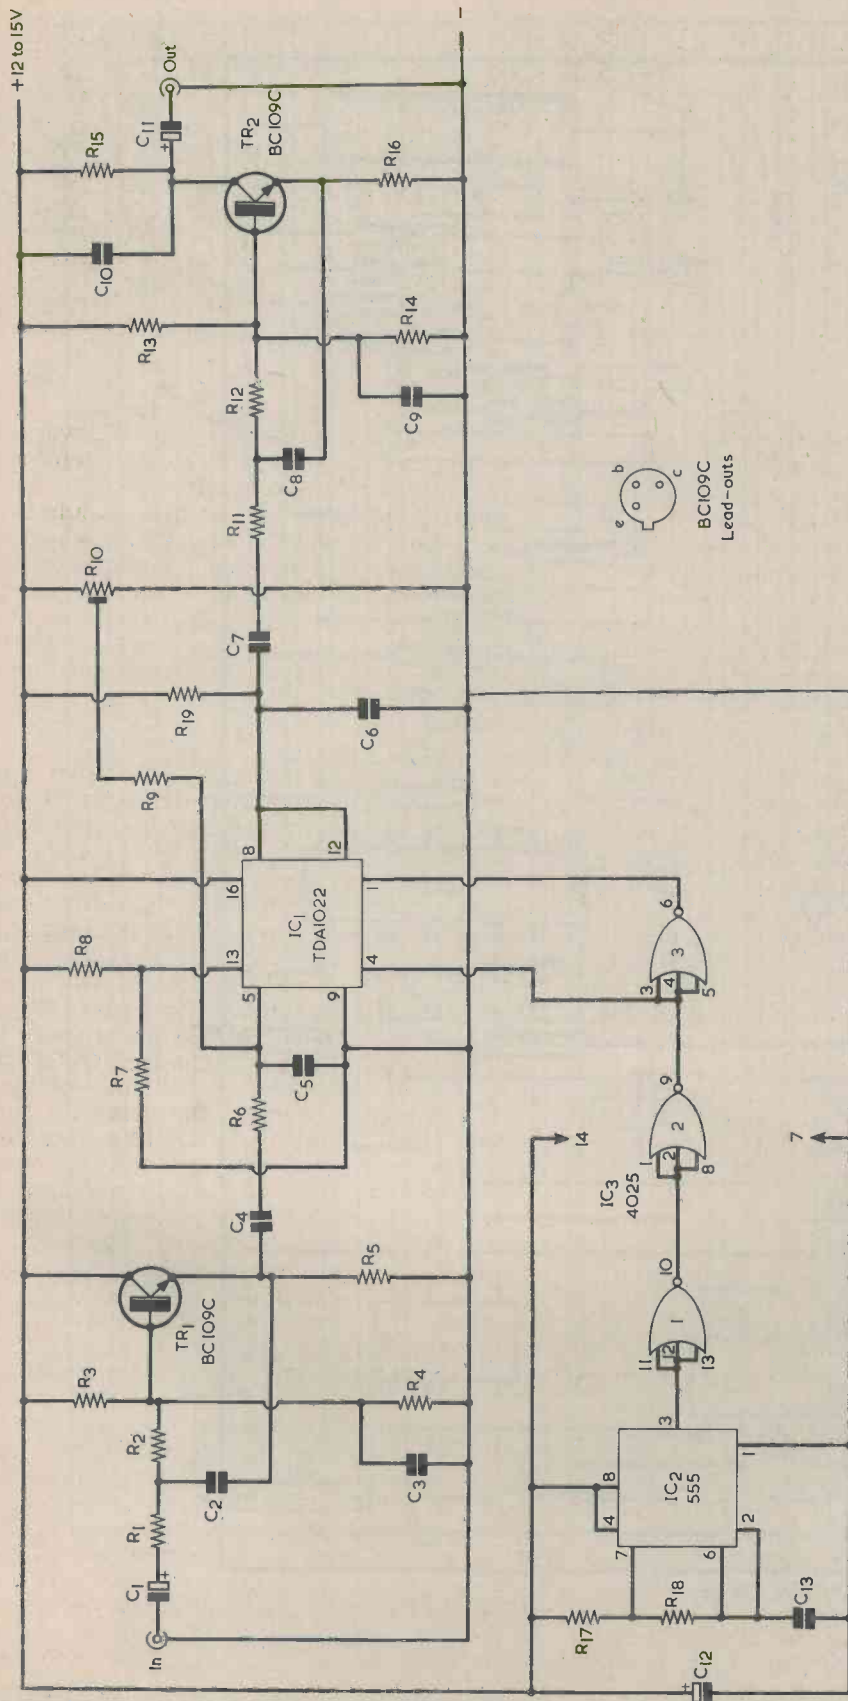 +12 to 15V
–
In
C1
+
R1
R2
C2
R3
TR1
BC109C
C3
R4
R5
C4
R6
C5
R7
R8
5
13
16
8
9
4
1
12
IC1
TDA1022
R9
R10
R19
C6
C7
R11
R12
C8
R13
C9
R14
C10
R15
TR2
BC109C
R16
C11
+
Out
R17
R18
C12
+
C13
7
6
4
8
2
1
3
IC2
555
11
12
13
1
10
IC3
4025
1
2
8
2
9
3
4
5
3
6
14
7
e
b
c
BC109C
Lead-outs